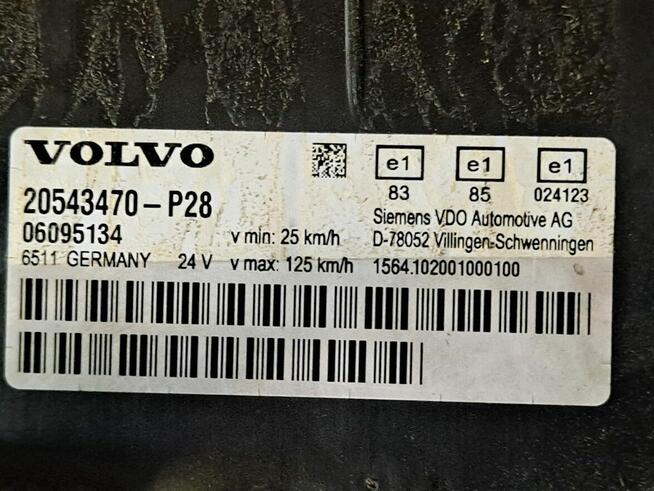 VOLVO
20543470-P28
06095134
6511 GERMANY 24 V
v min: 25 km/h
v max: 125 km/h
e1 e1 e1
83 85 024123
Siemens VDO Automotive AG
D-78052 Villingen-Schwenningen
1564.102001000100